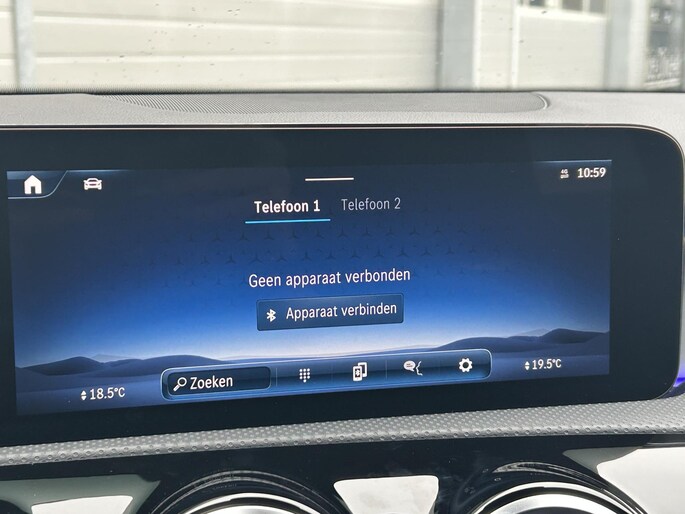 10:59
Telefoon 1
Telefoon 2
Geen apparaat verbonden
Apparaat verbinden
18.5°C
Zoeken
19.5°C